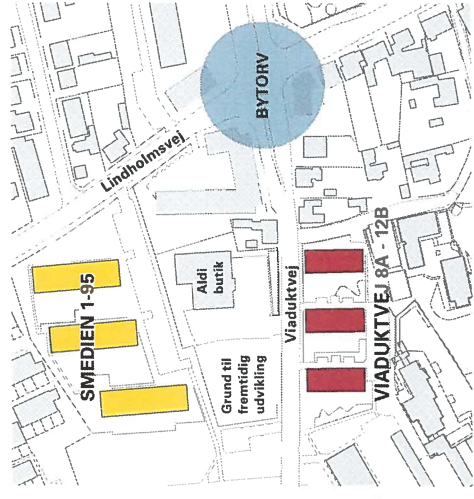 BYTORV
Lindholmsvej
SMEDIEN 1-95
Aldi
butik
Grund til
fremtidig
udvikling
Viaduktvej
VIADUKTVEJ 8A - 12B